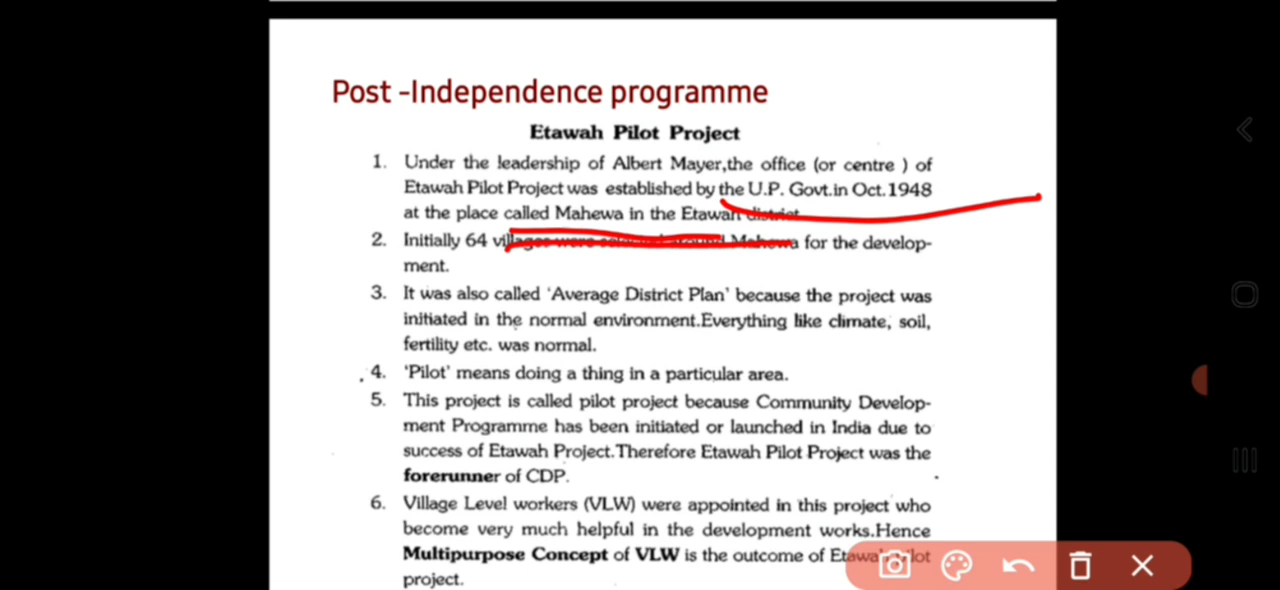 Post -Independence programme
Etawah Pilot Project
1. Under the leadership of Albert Mayer,the office (or centre ) of
Etawah Pilot Project was established by the U.P. Govt.in Oct.1948
at the place called Mahewa in the Etawah district
2. Initially 64 villages were selected around Mahewa for the develop-
ment.
3. It was also called 'Average District Plan' because the project was
initiated in the normal environment.Everything like climate, soil,
fertility etc. was normal.
4. 'Pilot' means doing a thing in a particular area.
5. This project is called pilot project because Community Develop-
ment Programme has been initiated or launched in India due to
success of Etawah Project.Therefore Etawah Pilot Project was the
forerunner of CDP.
6. Village Level workers (VLW) were appointed in this project who
become very much helpful in the development works.Hence
Multipurpose Concept of VLW is the outcome of Etawah Pilot
project.